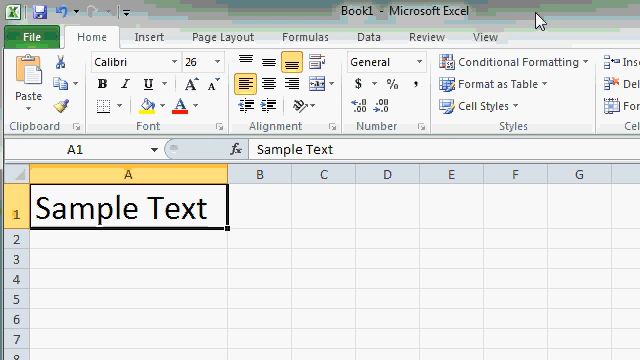 Book1 - Microsoft Excel
File Home Insert Page Layout Formulas Data Review View
Calibri 26 General Conditional Formatting
Paste B I U $ % , Format as Table
A Cell Styles
Clipboard Font Alignment Number Styles
A1 fx Sample Text
A B C D E F G
1 Sample Text
2
3
4
5
6
7
8